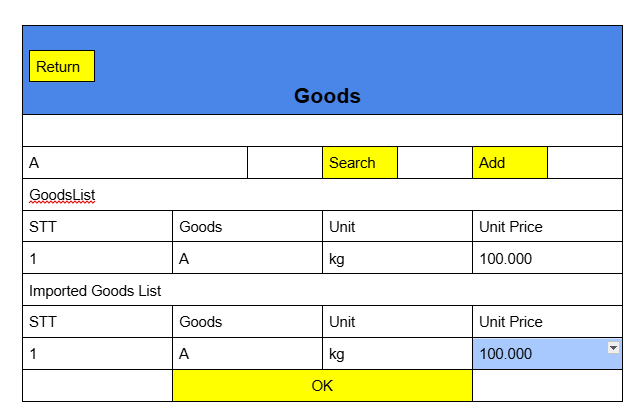 Return
Goods
A Search Add
GoodsList
STT Goods Unit Unit Price
1 A kg 100.000
Imported Goods List
STT Goods Unit Unit Price
1 A kg 100.000
OK